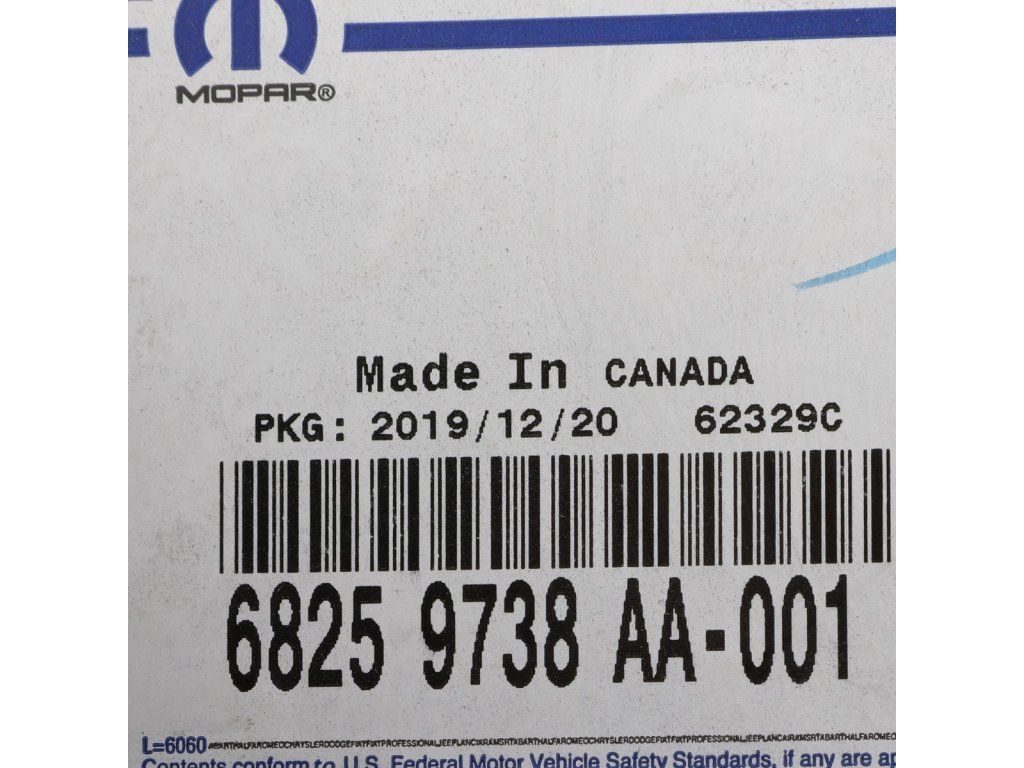 MOPAR®
Made In CANADA
PKG: 2019/12/20 62329C
6825 9738 AA-001
L=6060
Contents conform to U.S. Federal Motor Vehicle Safety Standards, if any are